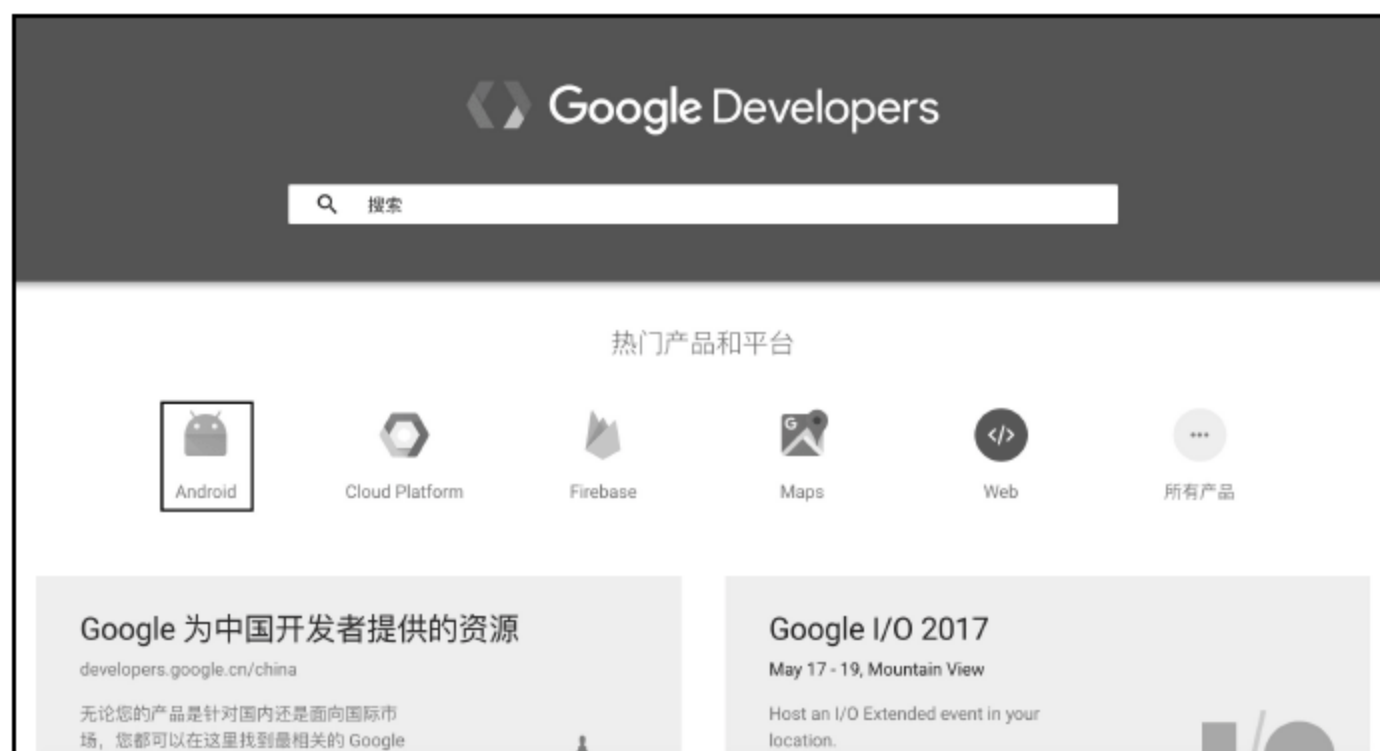 Google Developers
搜索
热门产品和平台
Android
Cloud Platform
Firebase
G
Maps
</>
Web
所有产品
Google 为中国开发者提供的资源
developers.google.cn/china
无论您的产品是针对国内还是面向国际市
场，您都可以在这里找到最相关的 Google
Google I/O 2017
May 17 - 19, Mountain View
Host an I/O Extended event in your
location.
I/O